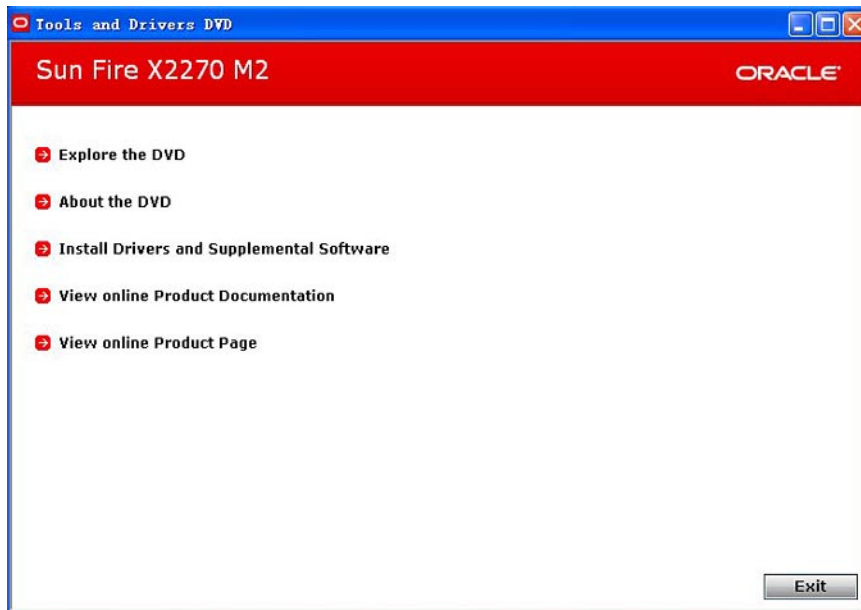 Tools and Drivers DVD
Sun Fire X2270 M2
ORACLE
Explore the DVD
About the DVD
Install Drivers and Supplemental Software
View online Product Documentation
View online Product Page
Exit